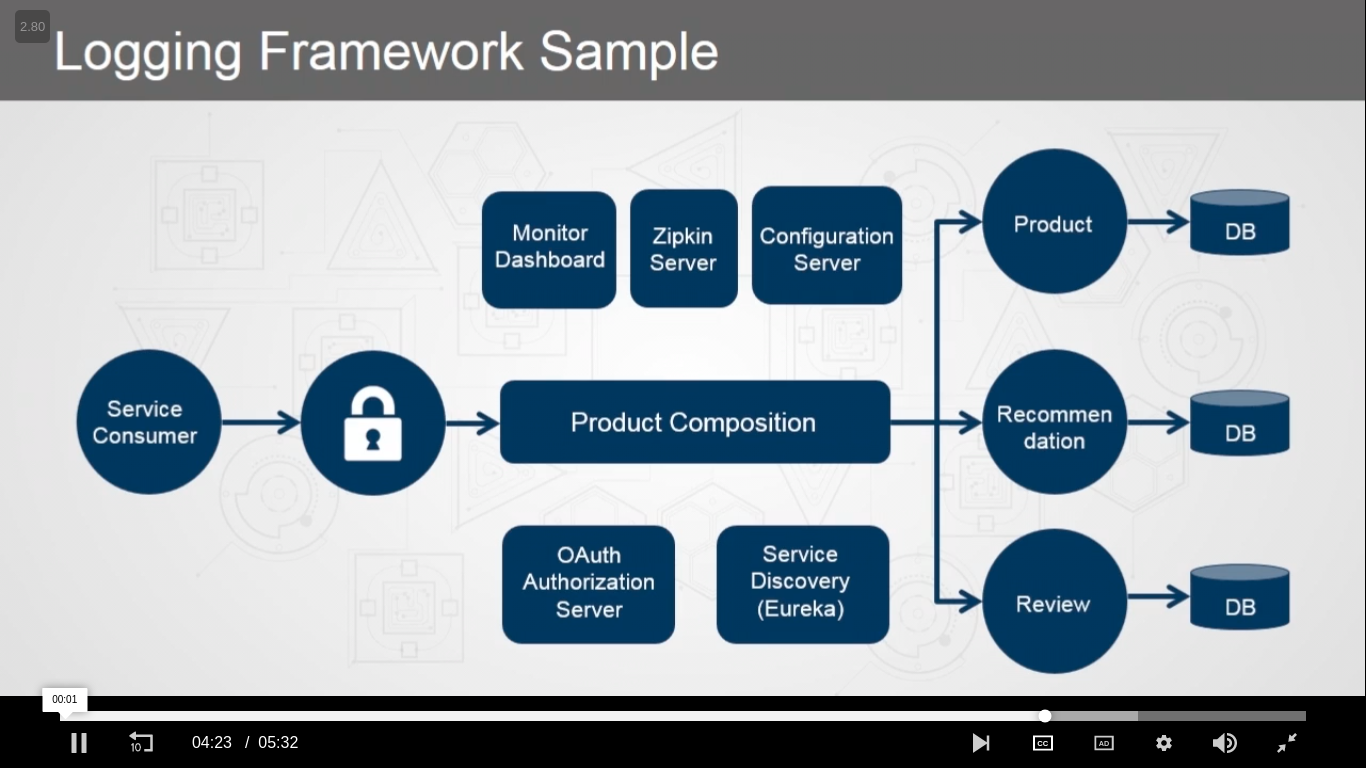 2.80
Logging Framework Sample
Monitor
Dashboard
Zipkin
Server
Configuration
Server
Product
DB
Service
Consumer
Product Composition
Recommen
dation
DB
OAuth
Authorization
Server
Service
Discovery
(Eureka)
Review
DB
00:01
10
04:23 / 05:32
CC
AD